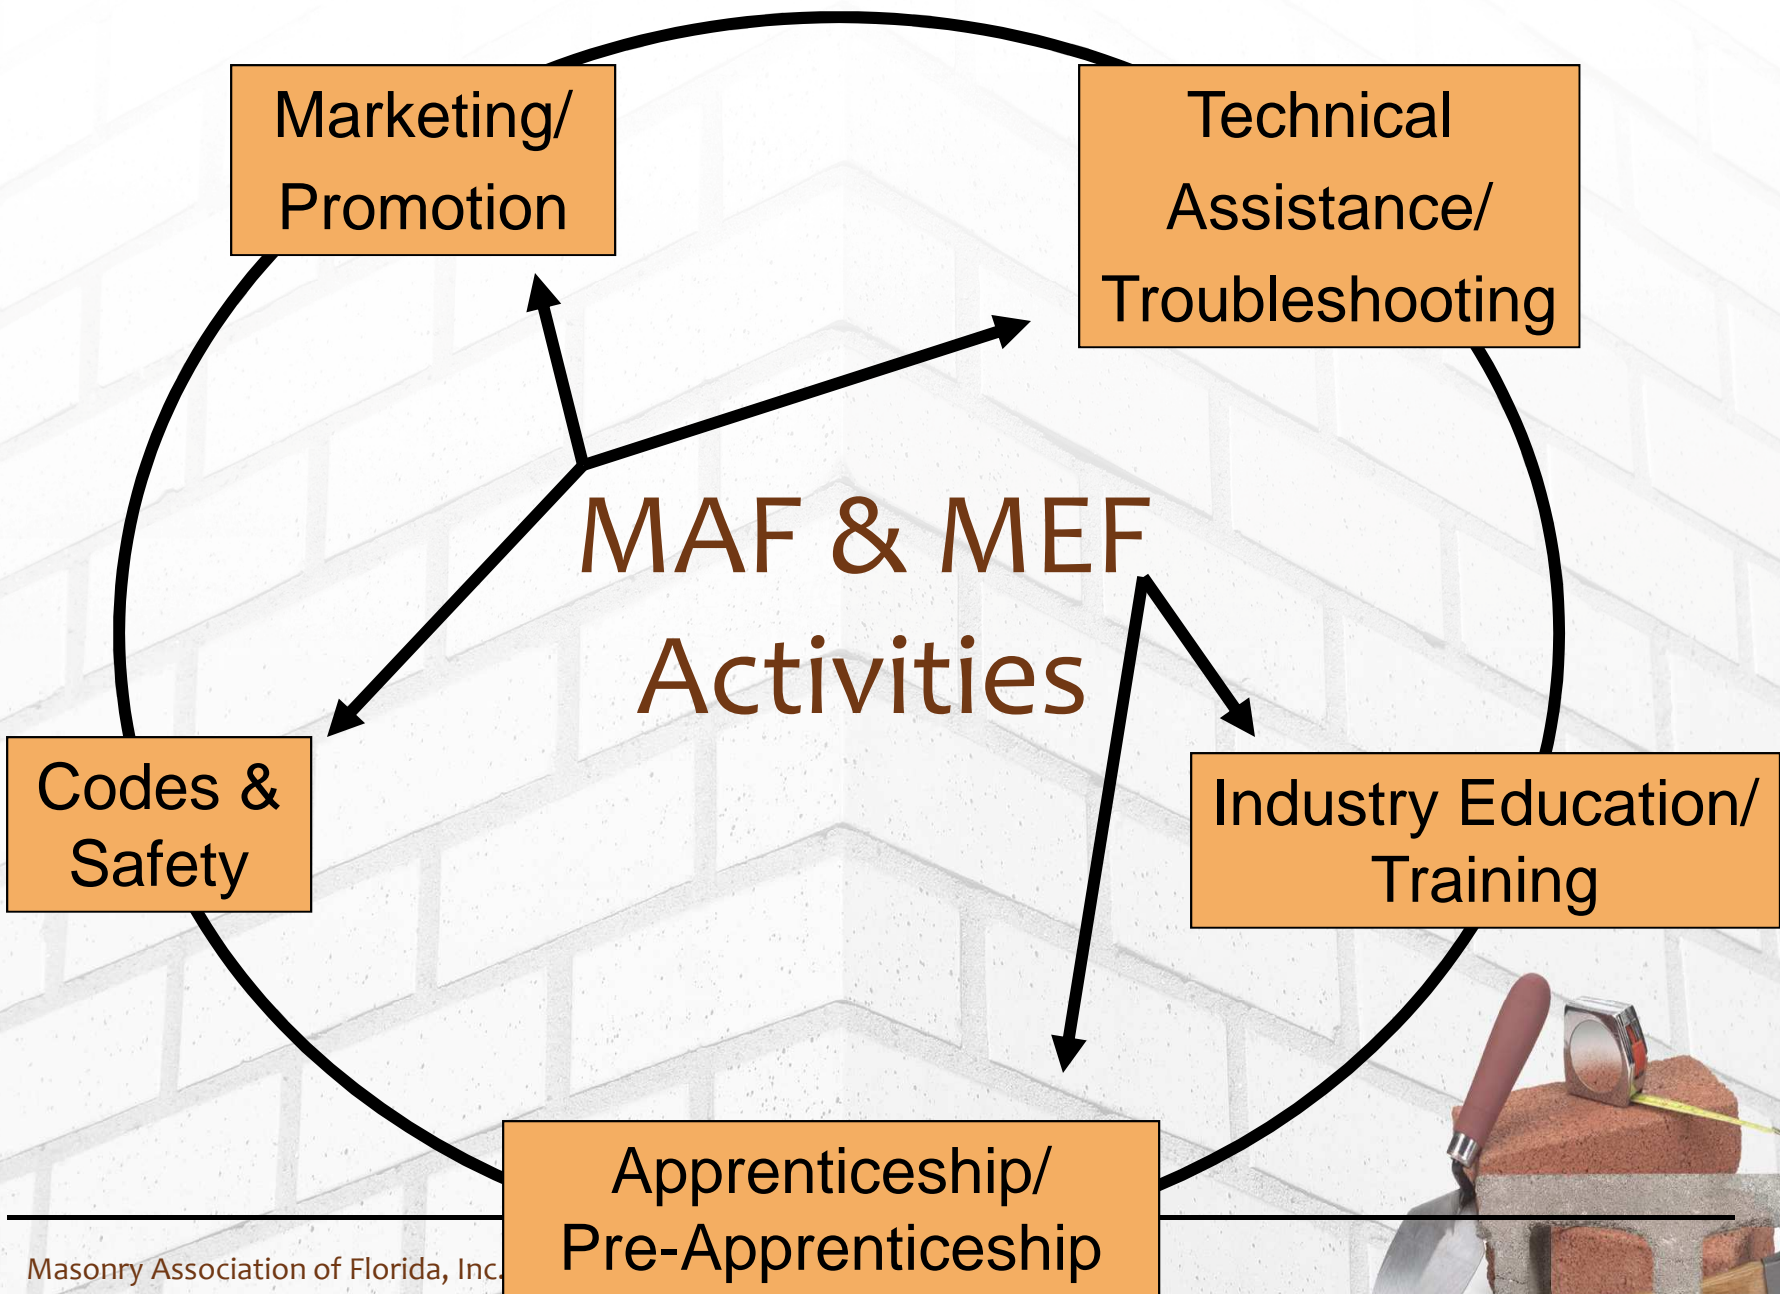 Marketing/
Promotion
Technical
Assistance/
Troubleshooting
MAF & MEF
Activities
Codes &
Safety
Industry Education/
Training
Apprenticeship/
Pre-Apprenticeship
Masonry Association of Florida, Inc.